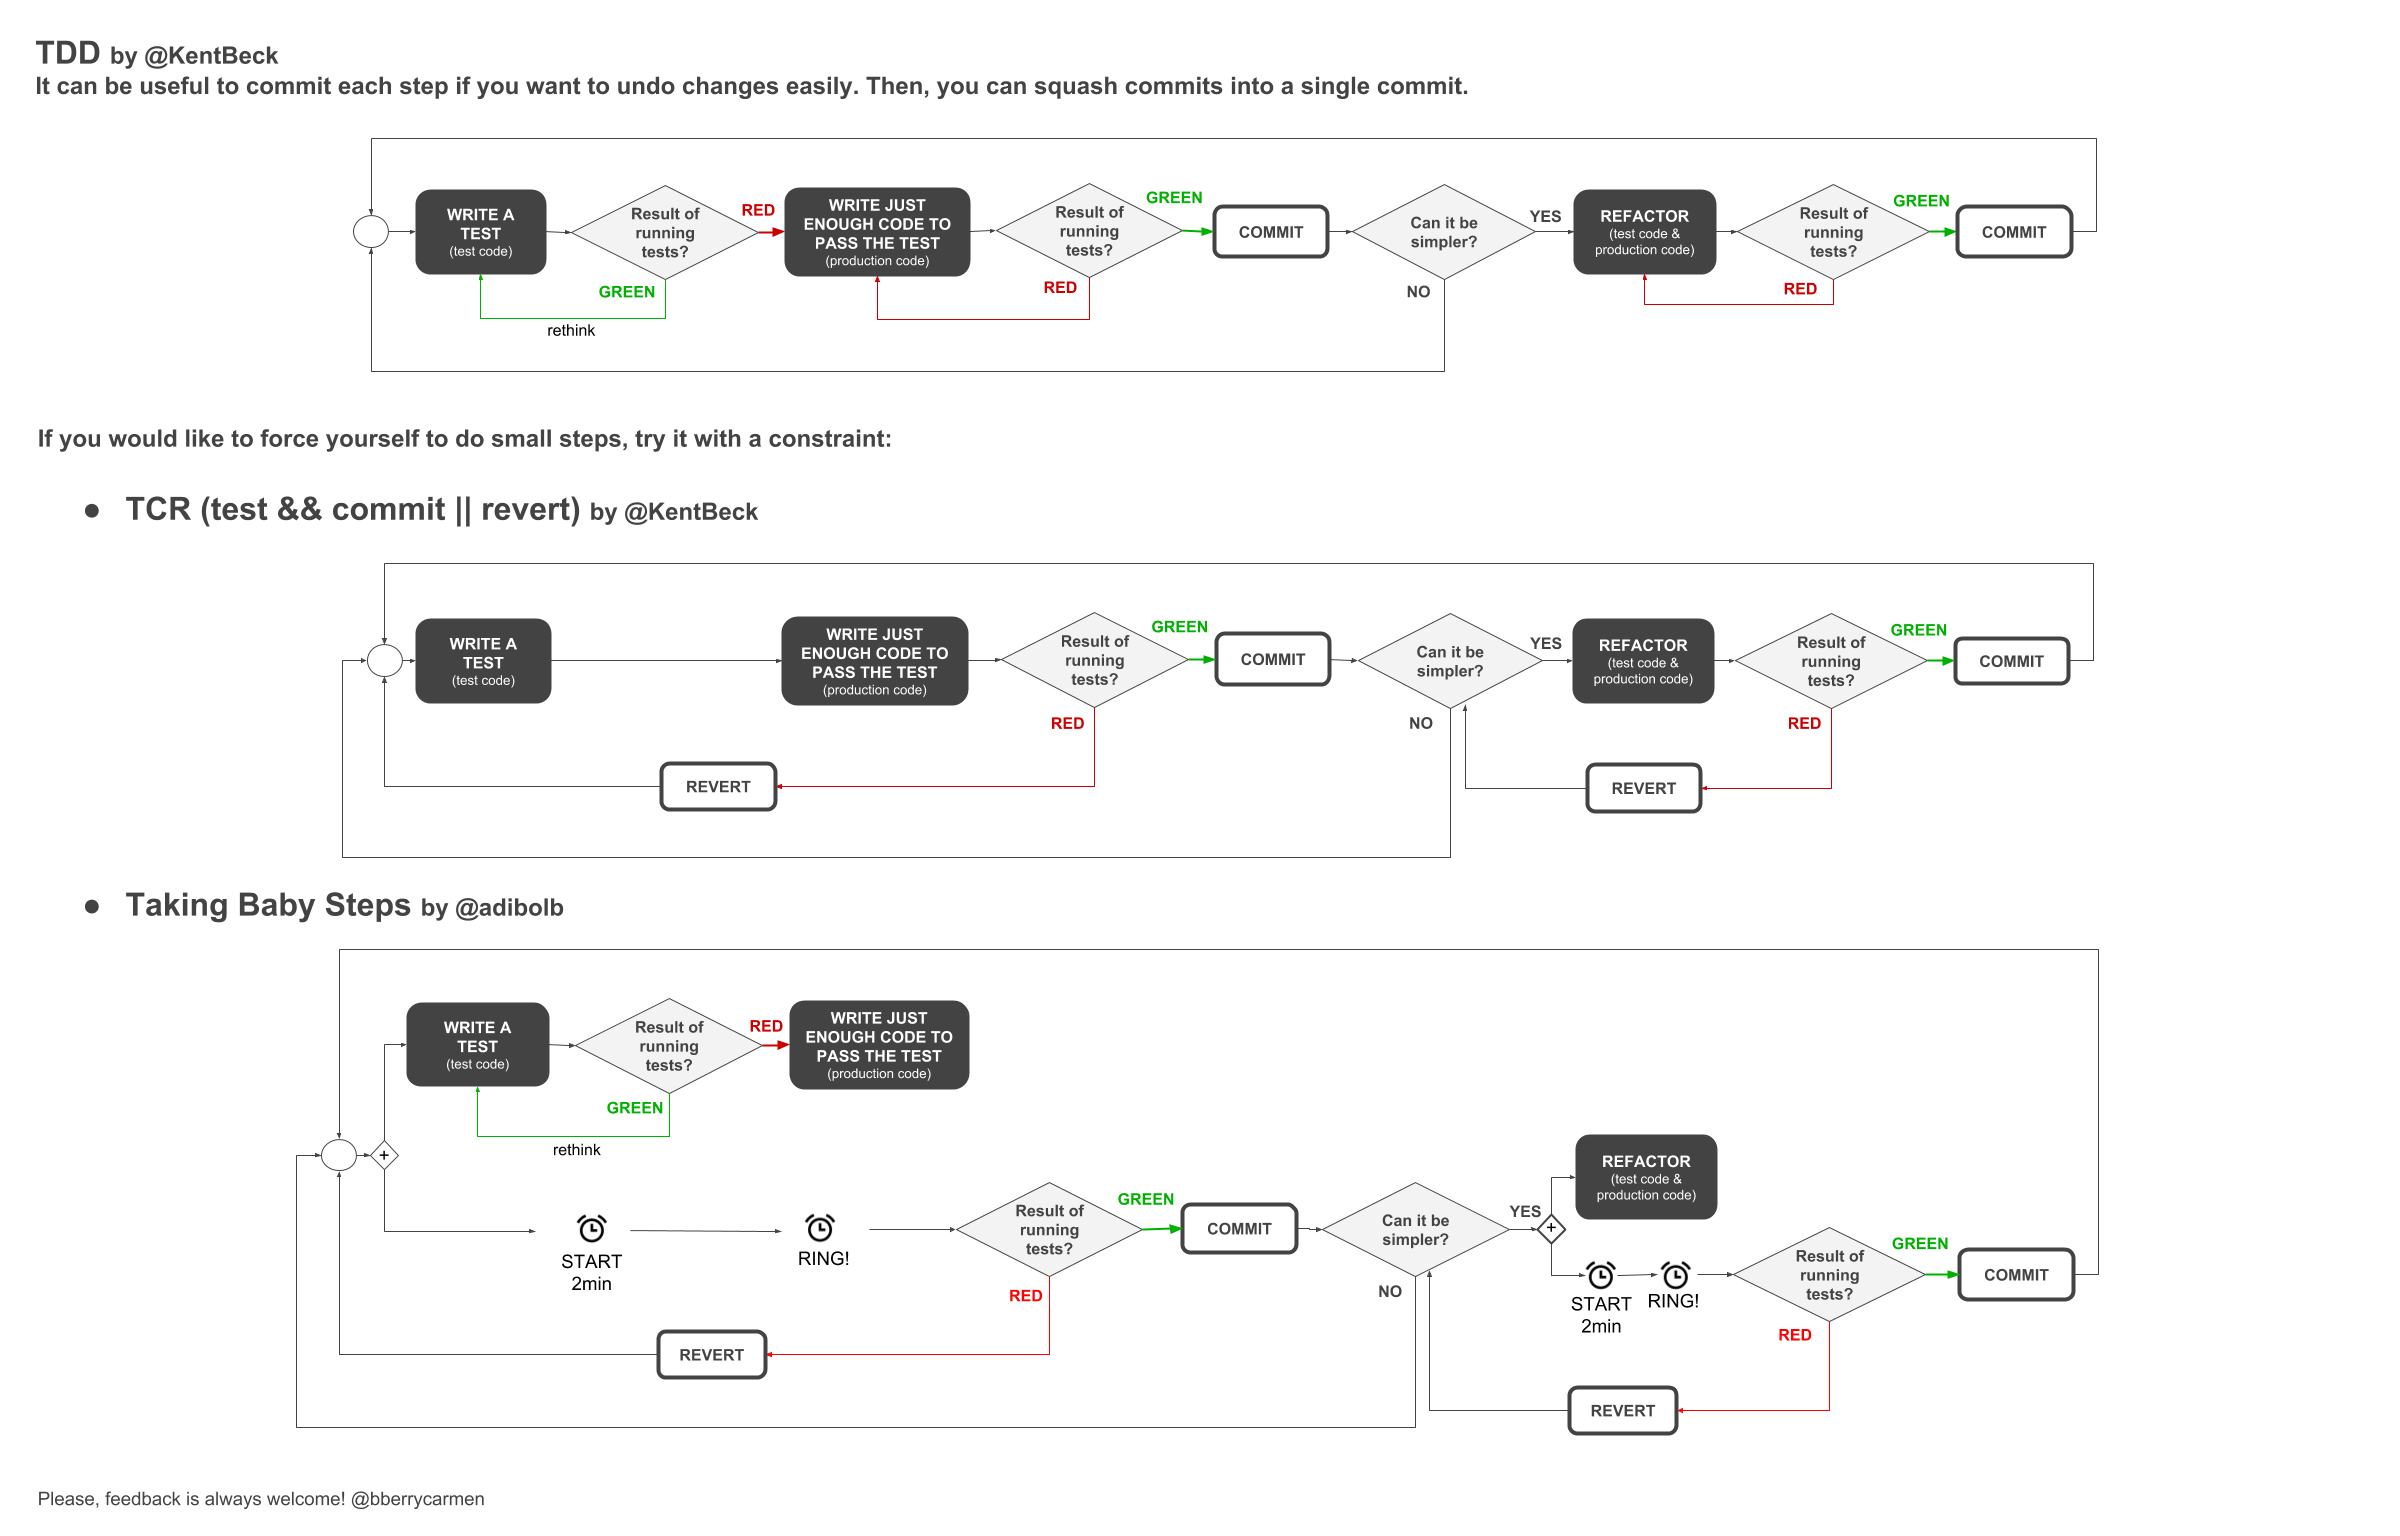 TDD by @KentBeck
It can be useful to commit each step if you want to undo changes easily. Then, you can squash commits into a single commit.
WRITE A
TEST
(test code)
Result of
running
tests?
RED
GREEN
rethink
WRITE JUST
ENOUGH CODE TO
PASS THE TEST
(production code)
Result of
running
tests?
GREEN
RED
COMMIT
Can it be
simpler?
YES
NO
REFACTOR
(test code &
production code)
Result of
running
tests?
GREEN
RED
COMMIT
If you would like to force yourself to do small steps, try it with a constraint:
● TCR (test && commit || revert) by @KentBeck
WRITE A
TEST
(test code)
WRITE JUST
ENOUGH CODE TO
PASS THE TEST
(production code)
Result of
running
tests?
GREEN
RED
COMMIT
REVERT
Can it be
simpler?
YES
NO
REFACTOR
(test code &
production code)
Result of
running
tests?
GREEN
RED
COMMIT
REVERT
● Taking Baby Steps by @adibolb
WRITE A
TEST
(test code)
Result of
running
tests?
RED
GREEN
rethink
WRITE JUST
ENOUGH CODE TO
PASS THE TEST
(production code)
+
START
2min
RING!
Result of
running
tests?
GREEN
RED
COMMIT
REVERT
Can it be
simpler?
YES
NO
+
REFACTOR
(test code &
production code)
START
2min
RING!
Result of
running
tests?
GREEN
RED
COMMIT
REVERT
Please, feedback is always welcome! @bberrycarmen